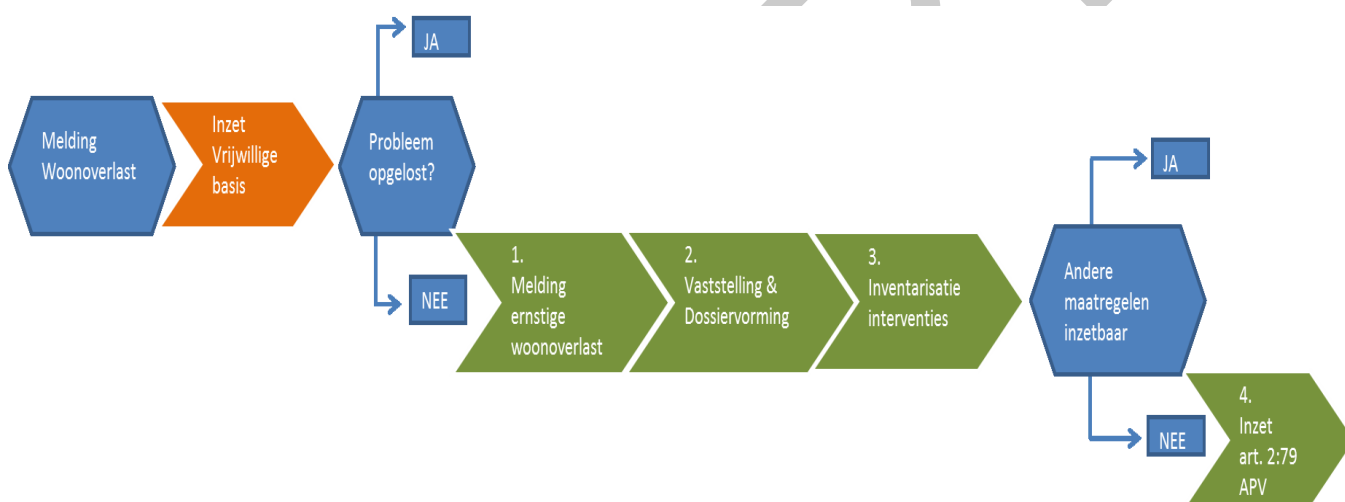 Melding
Woonoverlast
Inzet
Vrijwillige
basis
JA
Probleem
opgelost?
NEE
1.
Melding
ernstige
woonoverlast
2.
Vaststelling &
Dossiervorming
3.
Inventarisatie
interventies
JA
Andere
maatregelen
inzetbaar
NEE
4.
Inzet
art. 2:79
APV